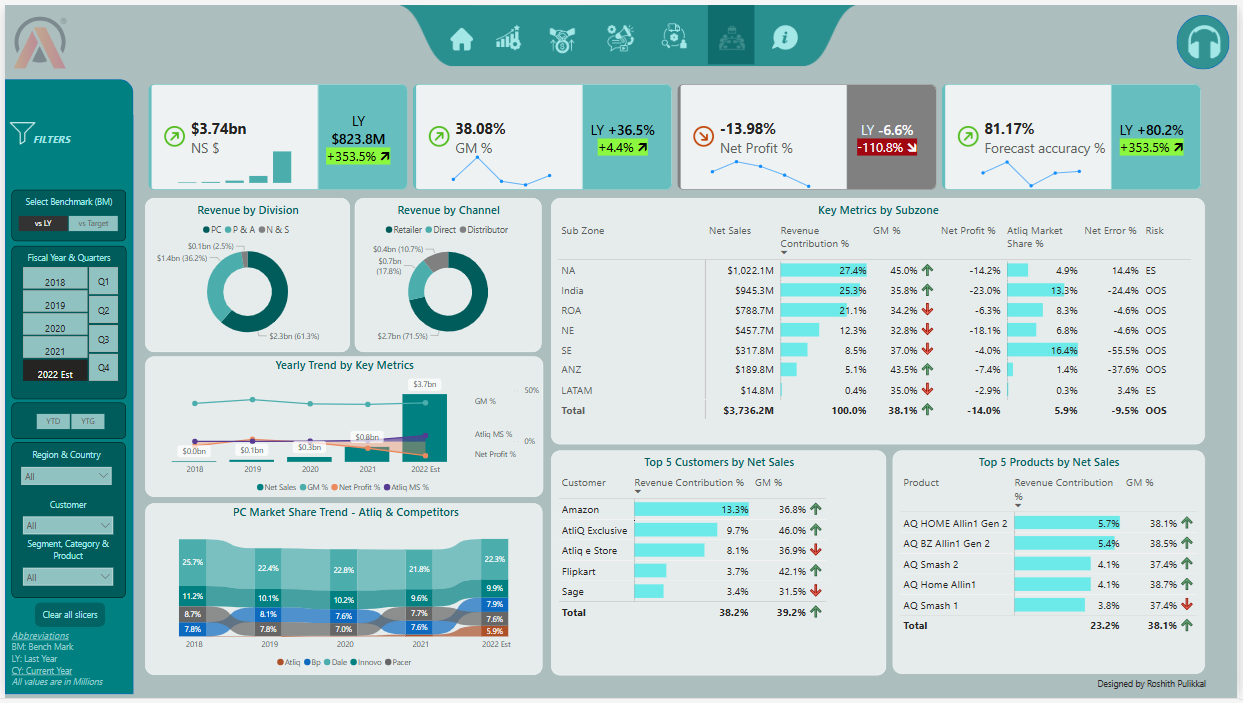 FILTERS
Select Benchmark (BM)
vs LY vs Target
Fiscal Year & Quarters
2018
2019
2020
2021
2022 Est
Q1
Q2
Q3
Q4
YTD YTG
Region & Country
All
Customer
All
Segment, Category &
Product
All
Clear all slicers
Abbreviations
BM: Bench Mark
LY: Last Year
CY: Current Year
All values are in Millions
$3.74bn
NS $
LY
$823.8M
+353.5%
38.08%
GM %
LY +36.5%
+4.4%
-13.98%
Net Profit %
LY -6.6%
-110.8%
81.17%
Forecast accuracy %
LY +80.2%
+353.5%
Revenue by Division
PC P & A N & S
$0.1bn (2.5%)
$1.4bn (36.2%)
$2.3bn (61.3%)
Revenue by Channel
Retailer Direct Distributor
$0.4bn (10.7%)
$0.7bn
(17.8%)
$2.7bn (71.5%)
Key Metrics by Subzone
Sub Zone Net Sales Revenue Contribution % GM % Net Profit % Atliq Market Share % Net Error % Risk
NA $1,022.1M 27.4% 45.0% -14.2% 4.9% 14.4% ES
India $945.3M 25.3% 35.8% -23.0% 13.3% -24.4% OOS
ROA $788.7M 21.1% 34.2% -6.3% 8.3% -4.6% OOS
NE $457.7M 12.3% 32.8% -18.1% 6.8% -4.6% OOS
SE $317.8M 8.5% 37.0% -4.0% 16.4% -55.5% OOS
ANZ $189.8M 5.1% 43.5% -7.4% 1.4% -37.6% OOS
LATAM $14.8M 0.4% 35.0% -2.9% 0.3% 3.4% ES
Total $3,736.2M 100.0% 38.1% -14.0% 5.9% -9.5% OOS
Yearly Trend by Key Metrics
$3.7bn
50%
GM %
$0.8bn
Atliq MS %
0%
$0.0bn $0.1bn $0.3bn
Net Profit %
2018 2019 2020 2021 2022 Est
Net Sales GM % Net Profit % Atliq MS %
PC Market Share Trend - Atliq & Competitors
25.7% 22.4% 22.8% 21.8% 22.3%
11.2% 10.1% 10.2% 9.6% 9.9%
8.7% 8.1% 7.6% 7.7% 7.9%
7.8% 7.8% 7.0% 7.6% 7.6%
5.9%
2018 2019 2020 2021 2022 Est
Atliq Bp Dale Innovo Pacer
Top 5 Customers by Net Sales
Customer Revenue Contribution % GM %
Amazon 13.3% 36.8%
AtliQ Exclusive 9.7% 46.0%
Atliq e Store 8.1% 36.9%
Flipkart 3.7% 42.1%
Sage 3.4% 31.5%
Total 38.2% 39.2%
Top 5 Products by Net Sales
Product Revenue Contribution % GM %
AQ HOME Allin1 Gen 2 5.7% 38.1%
AQ BZ Allin1 Gen 2 5.4% 38.5%
AQ Smash 2 4.1% 37.4%
AQ Home Allin1 4.1% 38.7%
AQ Smash 1 3.8% 37.4%
Total 23.2% 38.1%
Designed by Roshith Pulikkal